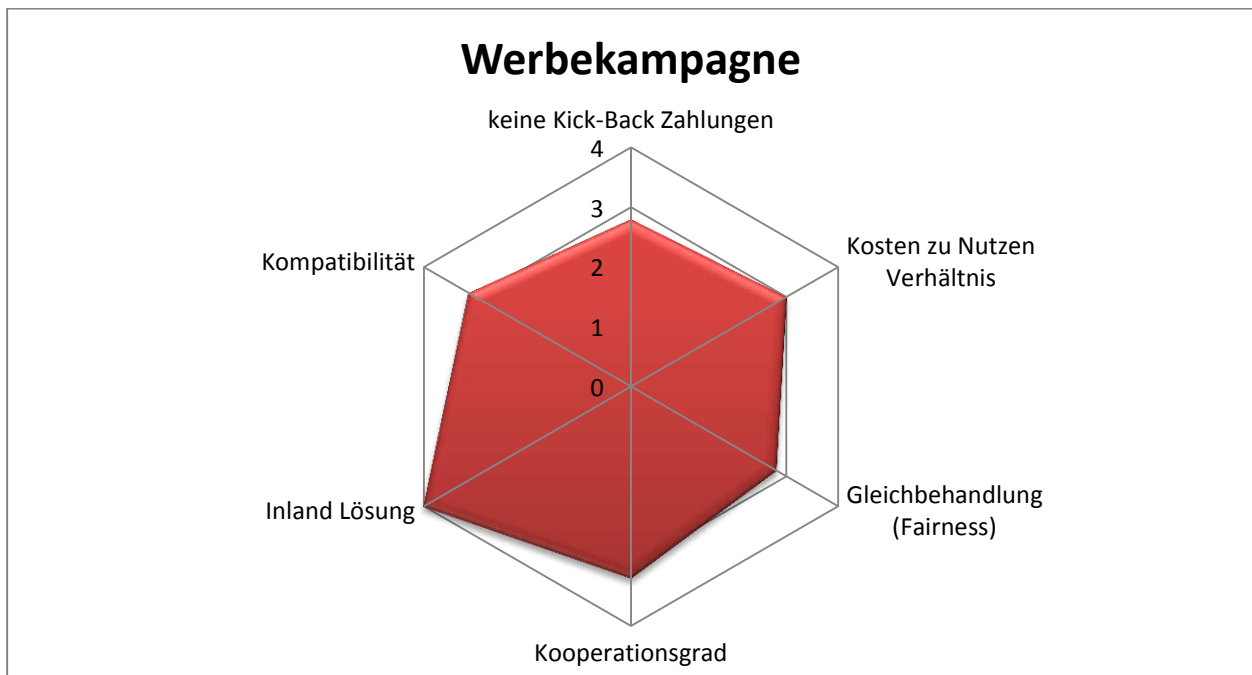 Werbekampagne
keine Kick-Back Zahlungen
4
3
2
1
0
Kosten zu Nutzen
Verhältnis
Gleichbehandlung
(Fairness)
Kooperationsgrad
Inland Lösung
Kompatibilität